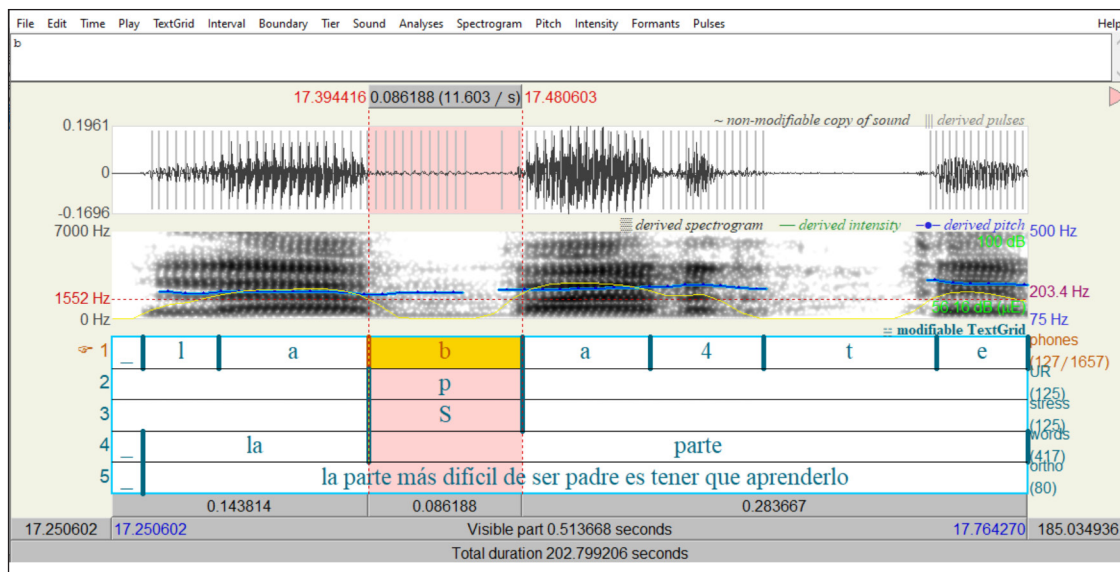 File Edit Time Play TextGrid Interval Boundary Tier Sound Analyses Spectrogram Pitch Intensity Formants Pulses Help
b
17.394416 0.086188 (11.603 / s) 17.480603
0.1961 ~ non-modifiable copy of sound ||| derived pulses
0
-0.1696
7000 Hz derived spectrogram — derived intensity derived pitch 500 Hz
100 dB
1552 Hz 203.4 Hz
0 Hz 75 Hz
modifiable TextGrid
1 _ l a b a 4 t e phones
(127/1657)
2 p UR
(125)
3 S stress
(125)
4 _ la parte words
(417)
5 _ la parte más difícil de ser padre es tener que aprenderlo ortho
(80)
0.143814 0.086188 0.283667
17.250602 17.250602 Visible part 0.513668 seconds 17.764270 185.034936
Total duration 202.799206 seconds